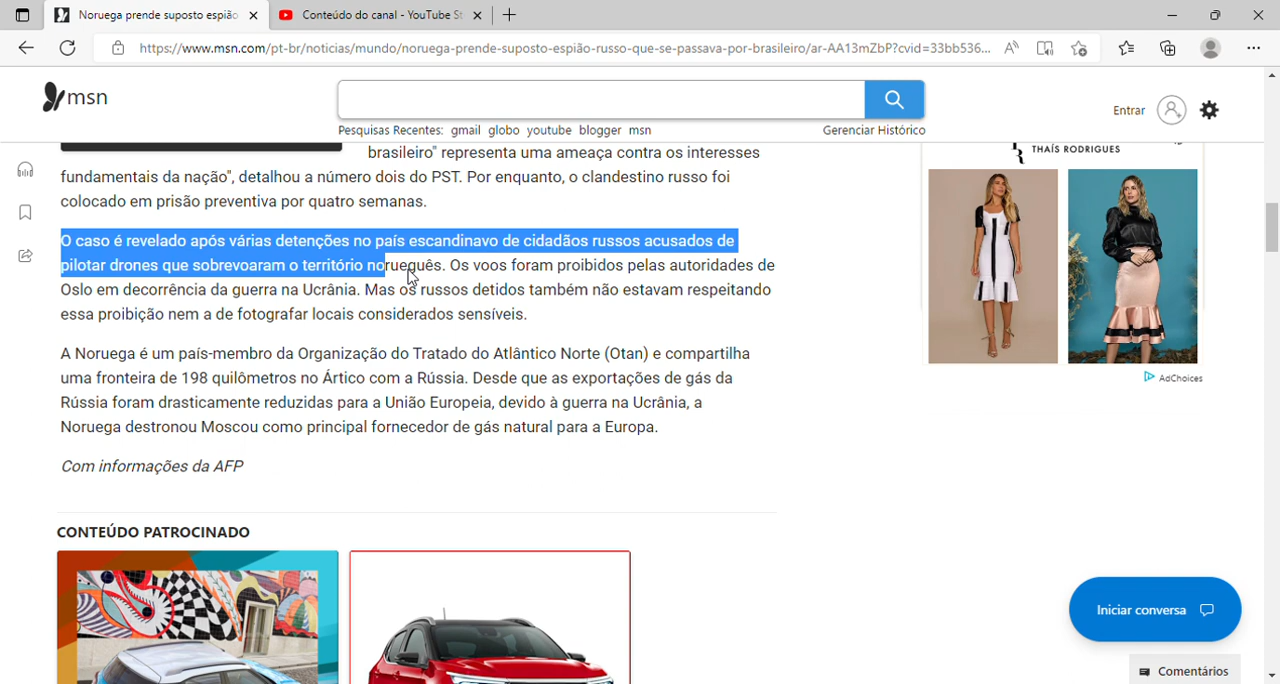 Noruega prende suposto espião
Conteúdo do canal - YouTube St
https://www.msn.com/pt-br/noticias/mundo/noruega-prende-suposto-espião-russo-que-se-passava-por-brasileiro/ar-AA13mZbP?cvid=33bb536...
msn
Pesquisas Recentes: gmail globo youtube blogger msn
Gerenciar Histórico
Entrar
brasileiro" representa uma ameaça contra os interesses
fundamentais da nação", detalhou a número dois do PST. Por enquanto, o clandestino russo foi
colocado em prisão preventiva por quatro semanas.
O caso é revelado após várias detenções no país escandinavo de cidadãos russos acusados de
pilotar drones que sobrevoaram o território norueguês. Os voos foram proibidos pelas autoridades de
Oslo em decorrência da guerra na Ucrânia. Mas os russos detidos também não estavam respeitando
essa proibição nem a de fotografar locais considerados sensíveis.
A Noruega é um país-membro da Organização do Tratado do Atlântico Norte (Otan) e compartilha
uma fronteira de 198 quilômetros no Ártico com a Rússia. Desde que as exportações de gás da
Rússia foram drasticamente reduzidas para a União Europeia, devido à guerra na Ucrânia, a
Noruega destronou Moscou como principal fornecedor de gás natural para a Europa.
Com informações da AFP
THAÍS RODRIGUES
AdChoices
CONTEÚDO PATROCINADO
Iniciar conversa
Comentários